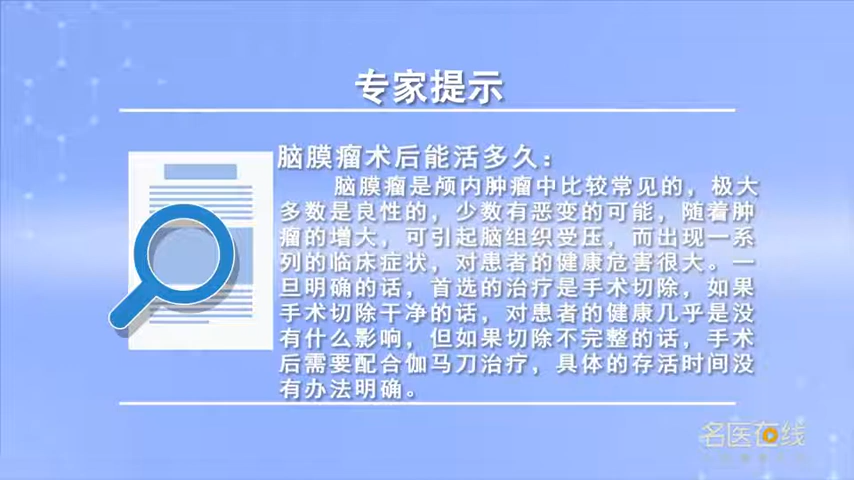 专家提示
脑膜瘤术后能活多久：
脑膜瘤是颅内肿瘤中比较常见的，极大
多数是良性的，少数有恶变的可能，随着肿
瘤的增大，可引起脑组织受压，而出现一系
列的临床症状，对患者的健康危害很大。一
旦明确的话，首选的治疗是手术切除，如果
手术切除干净的话，对患者的健康几乎是没
有什么影响，但如果切除不完整的话，手术
后需要配合伽马刀治疗，具体的存活时间没
有办法明确。
名医在线